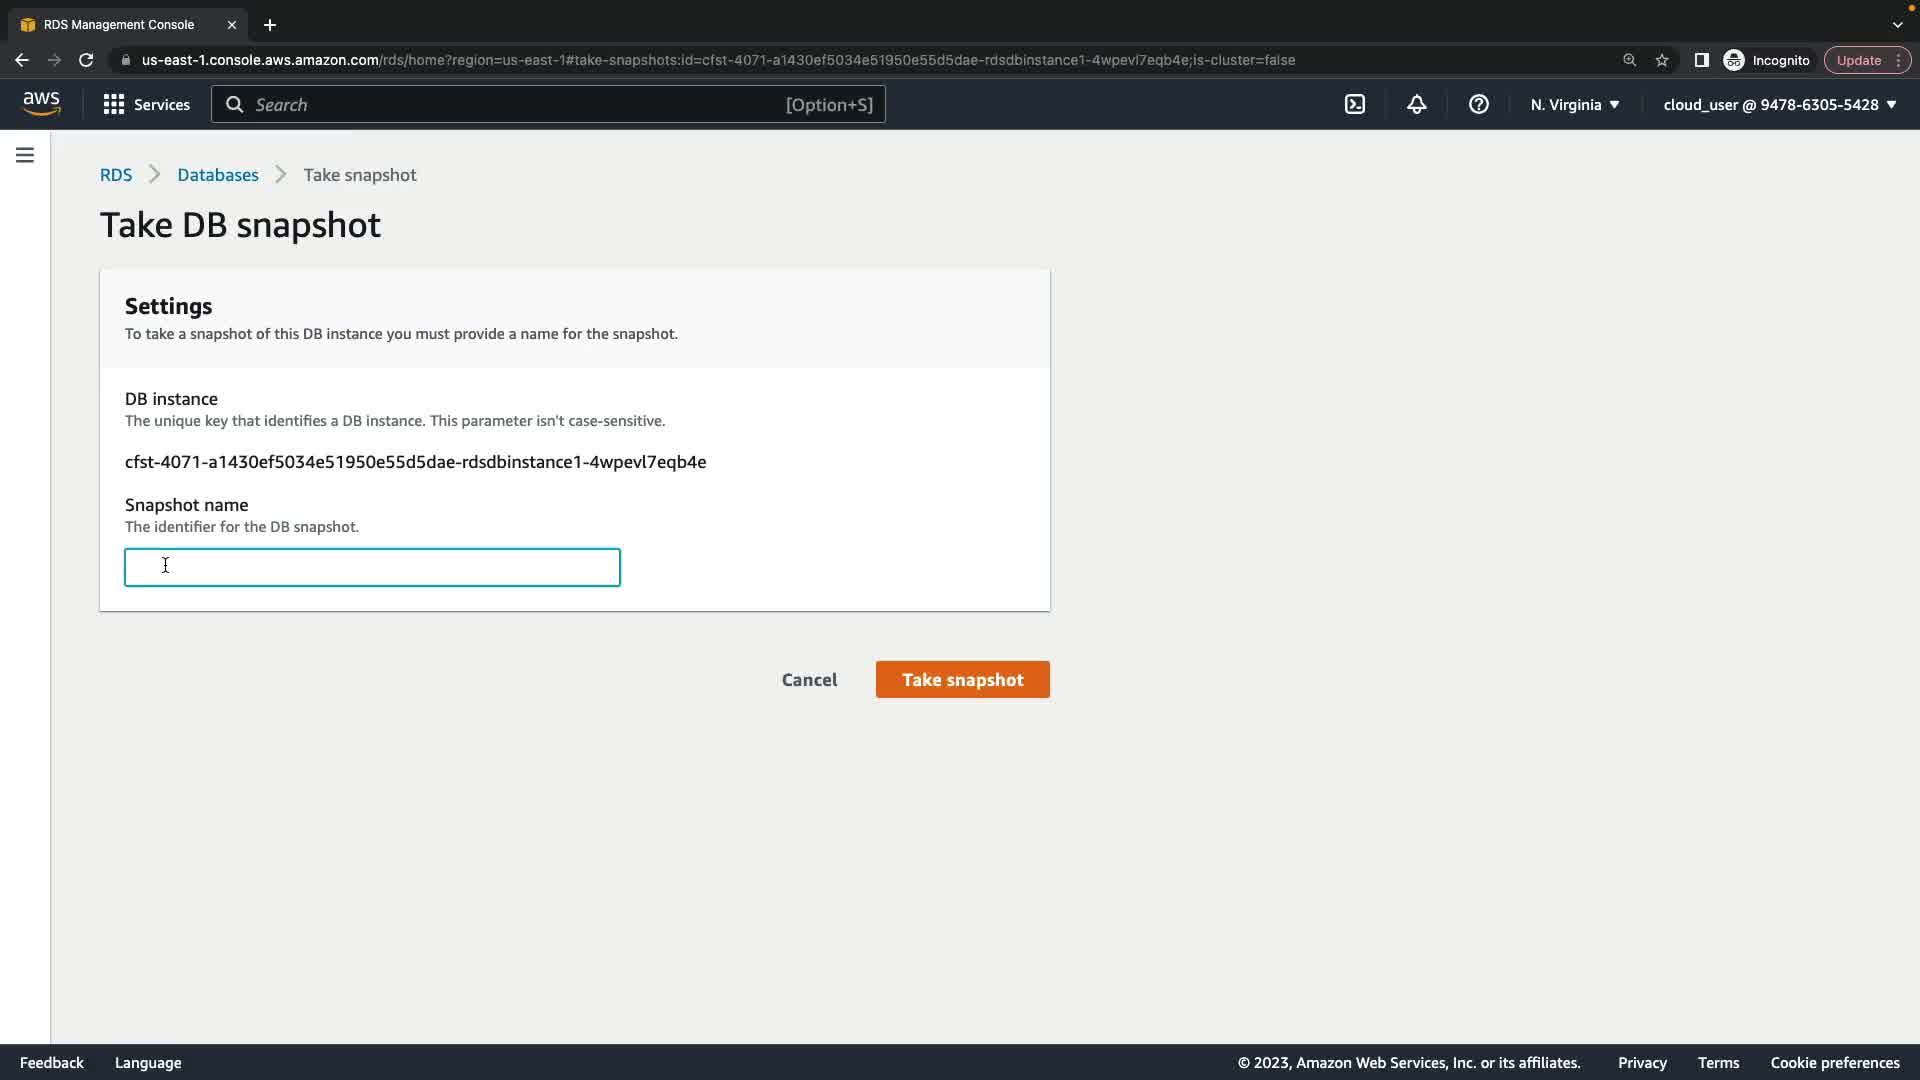 RDS Management Console
us-east-1.console.aws.amazon.com/rds/home?region=us-east-1#take-snapshots:id=cfst-4071-a1430ef5034e51950e55d5dae-rdsdbinstance1-4wpevl7eqb4e;is-cluster=false
Incognito
Update
aws
Services
Search
[Option+S]
N. Virginia
cloud_user @ 9478-6305-5428
RDS
Databases
Take snapshot
Take DB snapshot
Settings
To take a snapshot of this DB instance you must provide a name for the snapshot.
DB instance
The unique key that identifies a DB instance. This parameter isn't case-sensitive.
cfst-4071-a1430ef5034e51950e55d5dae-rdsdbinstance1-4wpevl7eqb4e
Snapshot name
The identifier for the DB snapshot.
Cancel
Take snapshot
Feedback
Language
© 2023, Amazon Web Services, Inc. or its affiliates.
Privacy
Terms
Cookie preferences